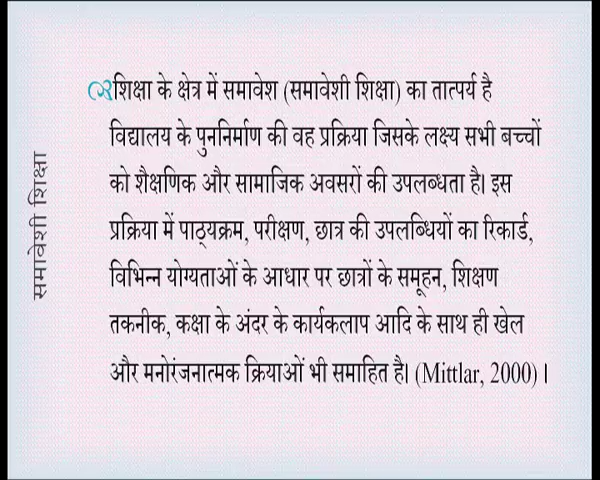 समावेशी शिक्षा
शिक्षा के क्षेत्र में समावेश (समावेशी शिक्षा) का तात्पर्य है
विद्यालय के पुननिर्माण की वह प्रक्रिया जिसके लक्ष्य सभी बच्चों
को शैक्षणिक और सामाजिक अवसरों की उपलब्धता है। इस
प्रक्रिया में पाठ्यक्रम, परीक्षण, छात्र की उपलब्धियों का रिकार्ड,
विभिन्न योग्यताओं के आधार पर छात्रों के समूहन, शिक्षण
तकनीक, कक्षा के अंदर के कार्यकलाप आदि के साथ ही खेल
और मनोरंजनात्मक क्रियाओं भी समाहित है। (Mittlar, 2000) ।